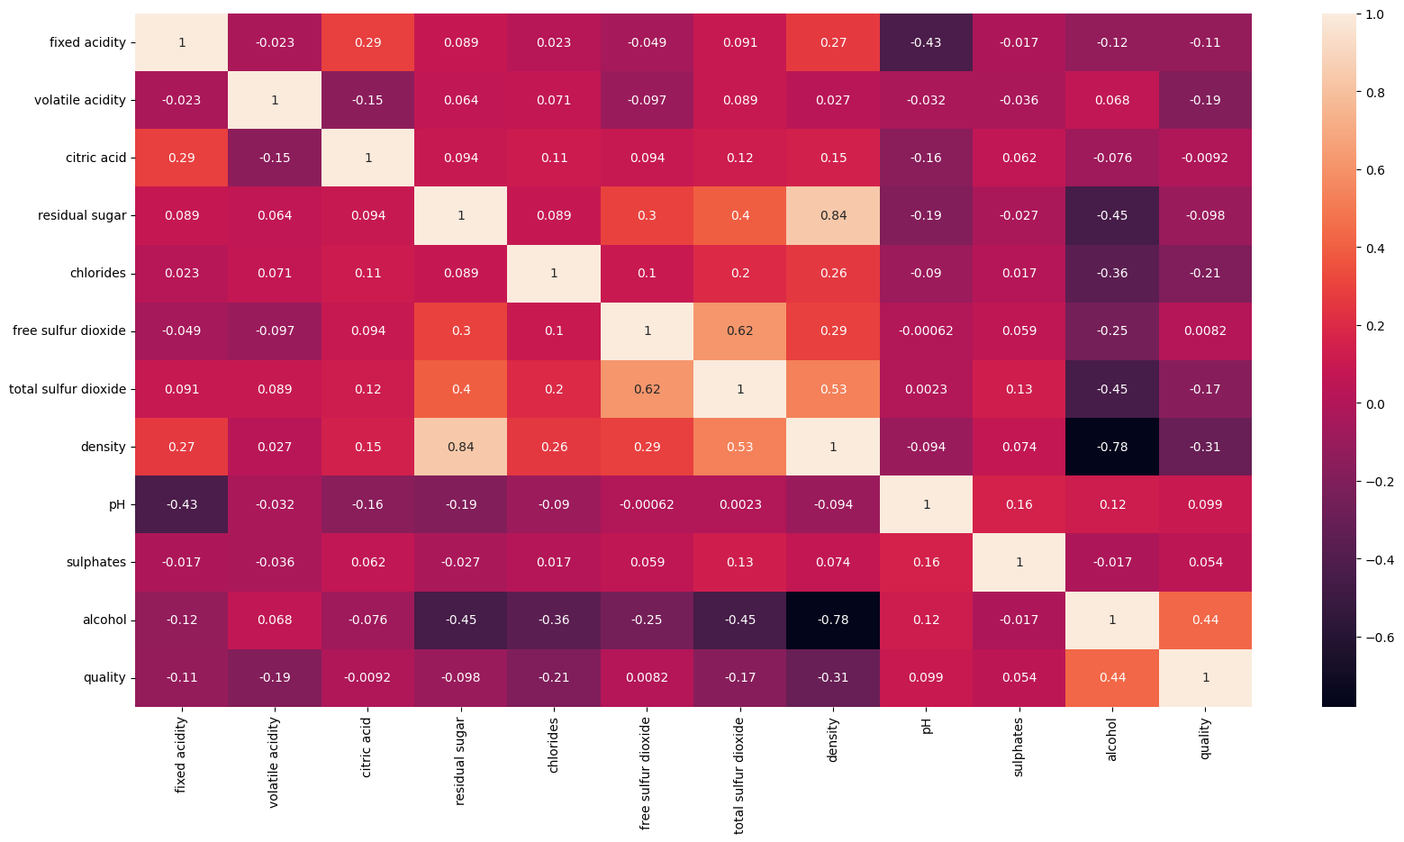 fixed acidity 1 -0.023 0.29 0.089 0.023 -0.049 0.091 0.27 -0.43 -0.017 -0.12 -0.11
volatile acidity -0.023 1 -0.15 0.064 0.071 -0.097 0.089 0.027 -0.032 -0.036 0.068 -0.19
citric acid 0.29 -0.15 1 0.094 0.11 0.094 0.12 0.15 -0.16 0.062 -0.076 -0.0092
residual sugar 0.089 0.064 0.094 1 0.089 0.3 0.4 0.84 -0.19 -0.027 -0.45 -0.098
chlorides 0.023 0.071 0.11 0.089 1 0.1 0.2 0.26 -0.09 0.017 -0.36 -0.21
free sulfur dioxide -0.049 -0.097 0.094 0.3 0.1 1 0.62 0.29 -0.00062 0.059 -0.25 0.0082
total sulfur dioxide 0.091 0.089 0.12 0.4 0.2 0.62 1 0.53 0.0023 0.13 -0.45 -0.17
density 0.27 0.027 0.15 0.84 0.26 0.29 0.53 1 -0.094 0.074 -0.78 -0.31
pH -0.43 -0.032 -0.16 -0.19 -0.09 -0.00062 0.0023 -0.094 1 0.16 0.12 0.099
sulphates -0.017 -0.036 0.062 -0.027 0.017 0.059 0.13 0.074 0.16 1 -0.017 0.054
alcohol -0.12 0.068 -0.076 -0.45 -0.36 -0.25 -0.45 -0.78 0.12 -0.017 1 0.44
quality -0.11 -0.19 -0.0092 -0.098 -0.21 0.0082 -0.17 -0.31 0.099 0.054 0.44 1
fixed acidity
volatile acidity
citric acid
residual sugar
chlorides
free sulfur dioxide
total sulfur dioxide
density
pH
sulphates
alcohol
quality
1.0
0.8
0.6
0.4
0.2
0.0
−0.2
−0.4
−0.6